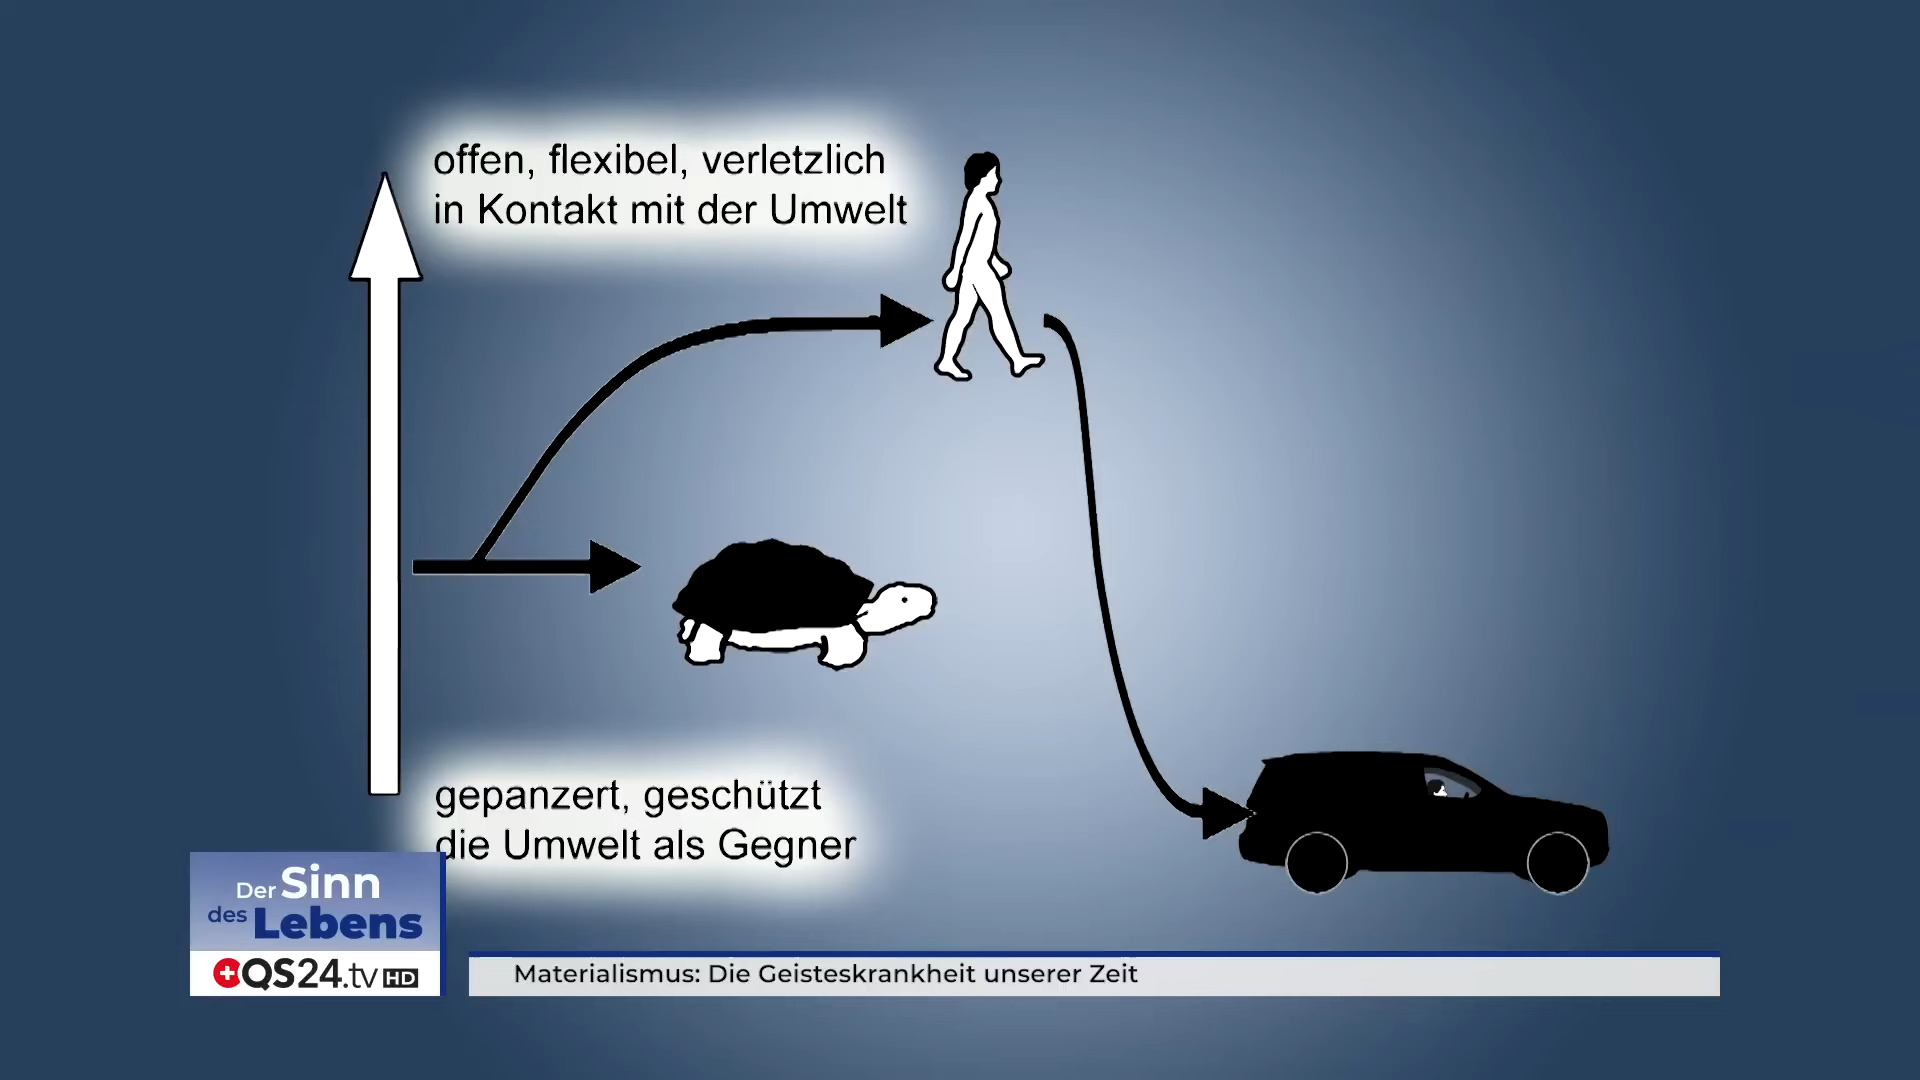 offen, flexibel, verletzlich
in Kontakt mit der Umwelt
gepanzert, geschützt
die Umwelt als Gegner
Der Sinn
des Lebens
QS24.tv HD
Materialismus: Die Geisteskrankheit unserer Zeit